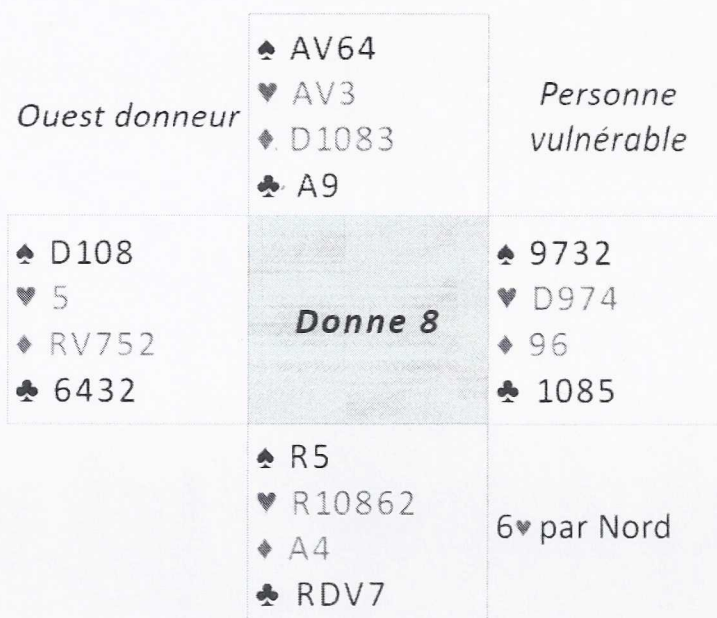 ♠ AV64
♥ AV3
♦ D1083
♣ A9
Ouest donneur
Personne
vulnérable
♠ D108
♥ 5
♦ RV752
♣ 6432
Donne 8
♠ 9732
♥ D974
♦ 96
♣ 1085
♠ R5
♥ R10862
♦ A4
♣ RDV7
6♥ par Nord